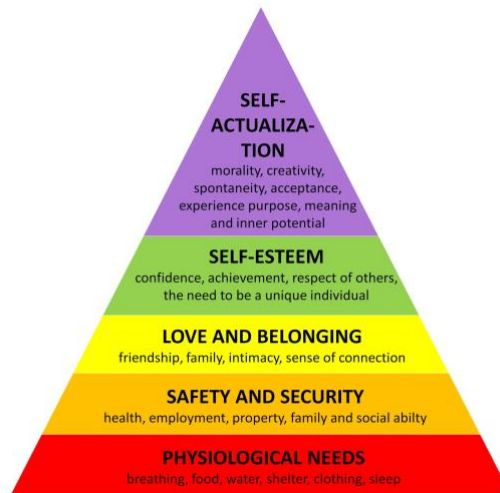 SELF-
ACTUALIZA-
TION
morality, creativity,
spontaneity, acceptance,
experience purpose, meaning
and inner potential
SELF-ESTEEM
confidence, achievement, respect of others,
the need to be a unique individual
LOVE AND BELONGING
friendship, family, intimacy, sense of connection
SAFETY AND SECURITY
health, employment, property, family and social abilty
PHYSIOLOGICAL NEEDS
breathing, food, water, shelter, clothing, sleep